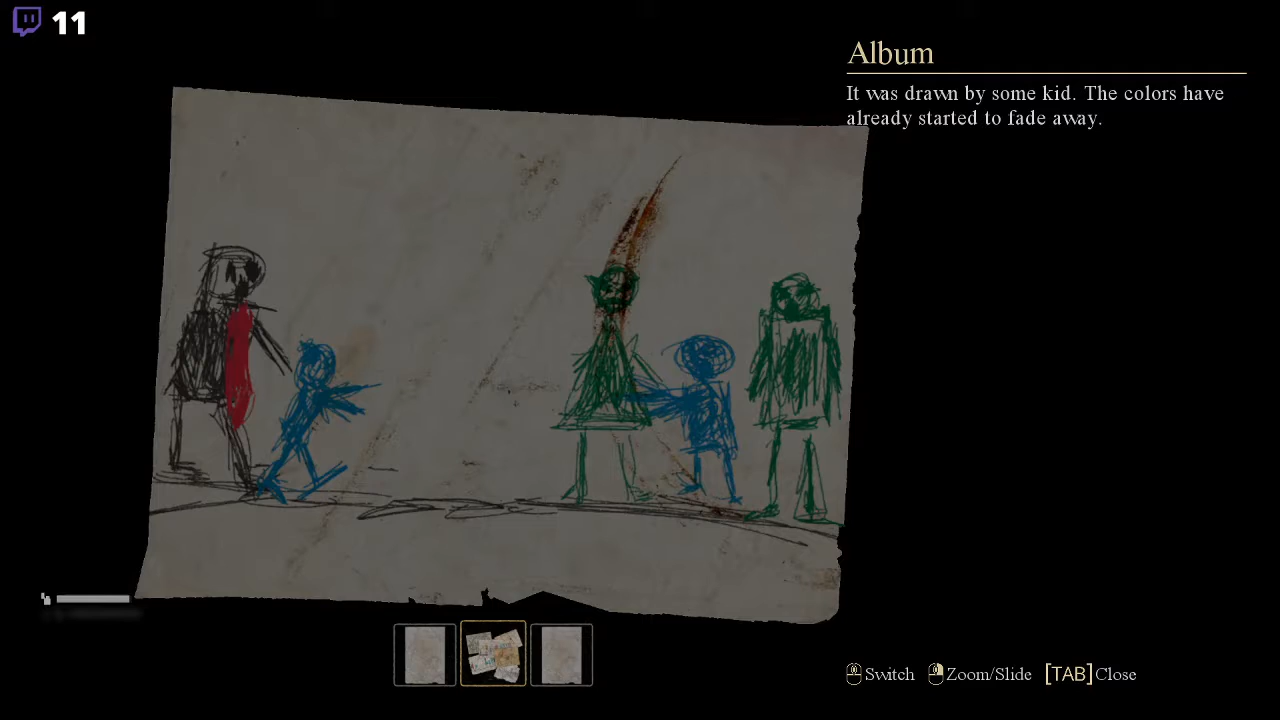 11
Album
It was drawn by some kid. The colors have
already started to fade away.
Switch Zoom/Slide [TAB] Close